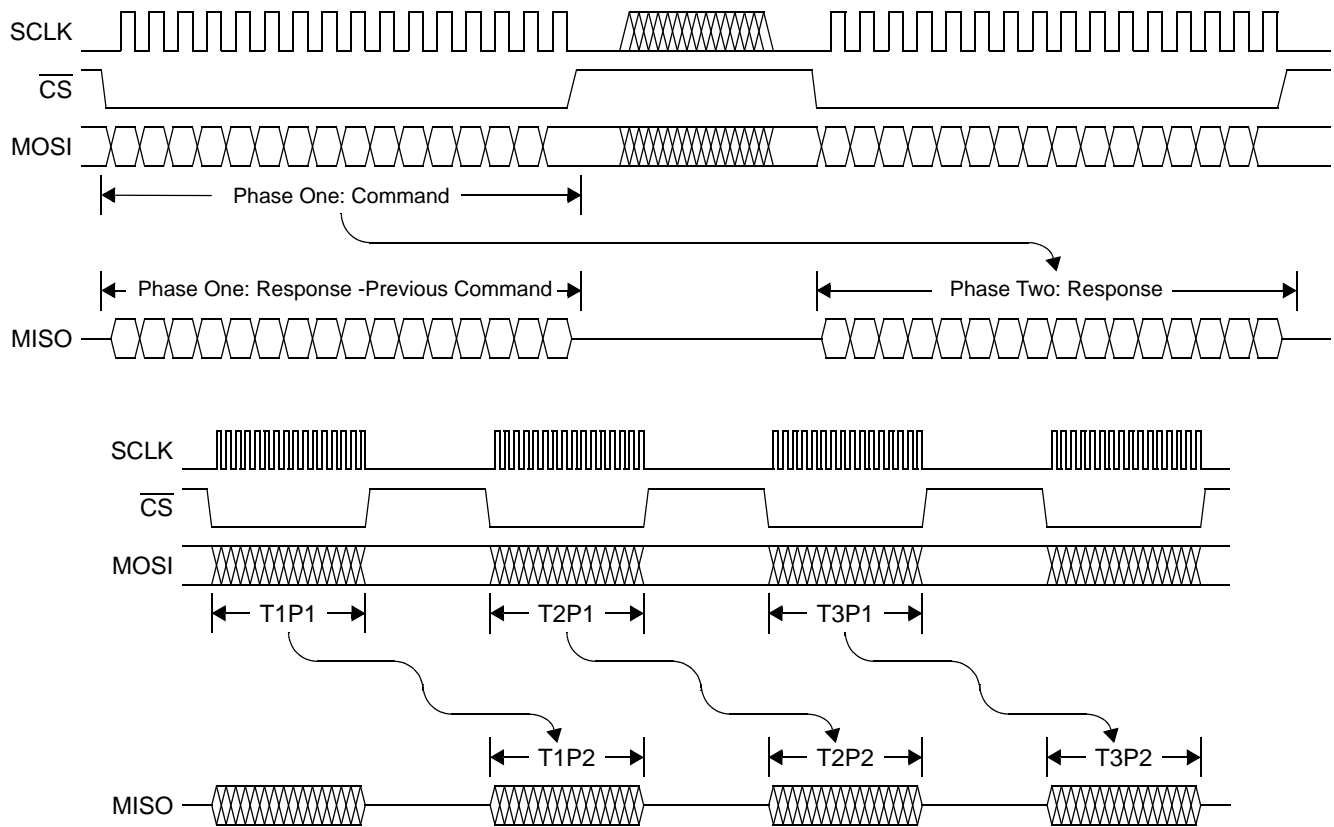 SCLK
CS
MOSI
Phase One: Command
Phase One: Response -Previous Command
Phase Two: Response
MISO
SCLK
CS
MOSI
T1P1
T2P1
T3P1
T1P2
T2P2
T3P2
MISO